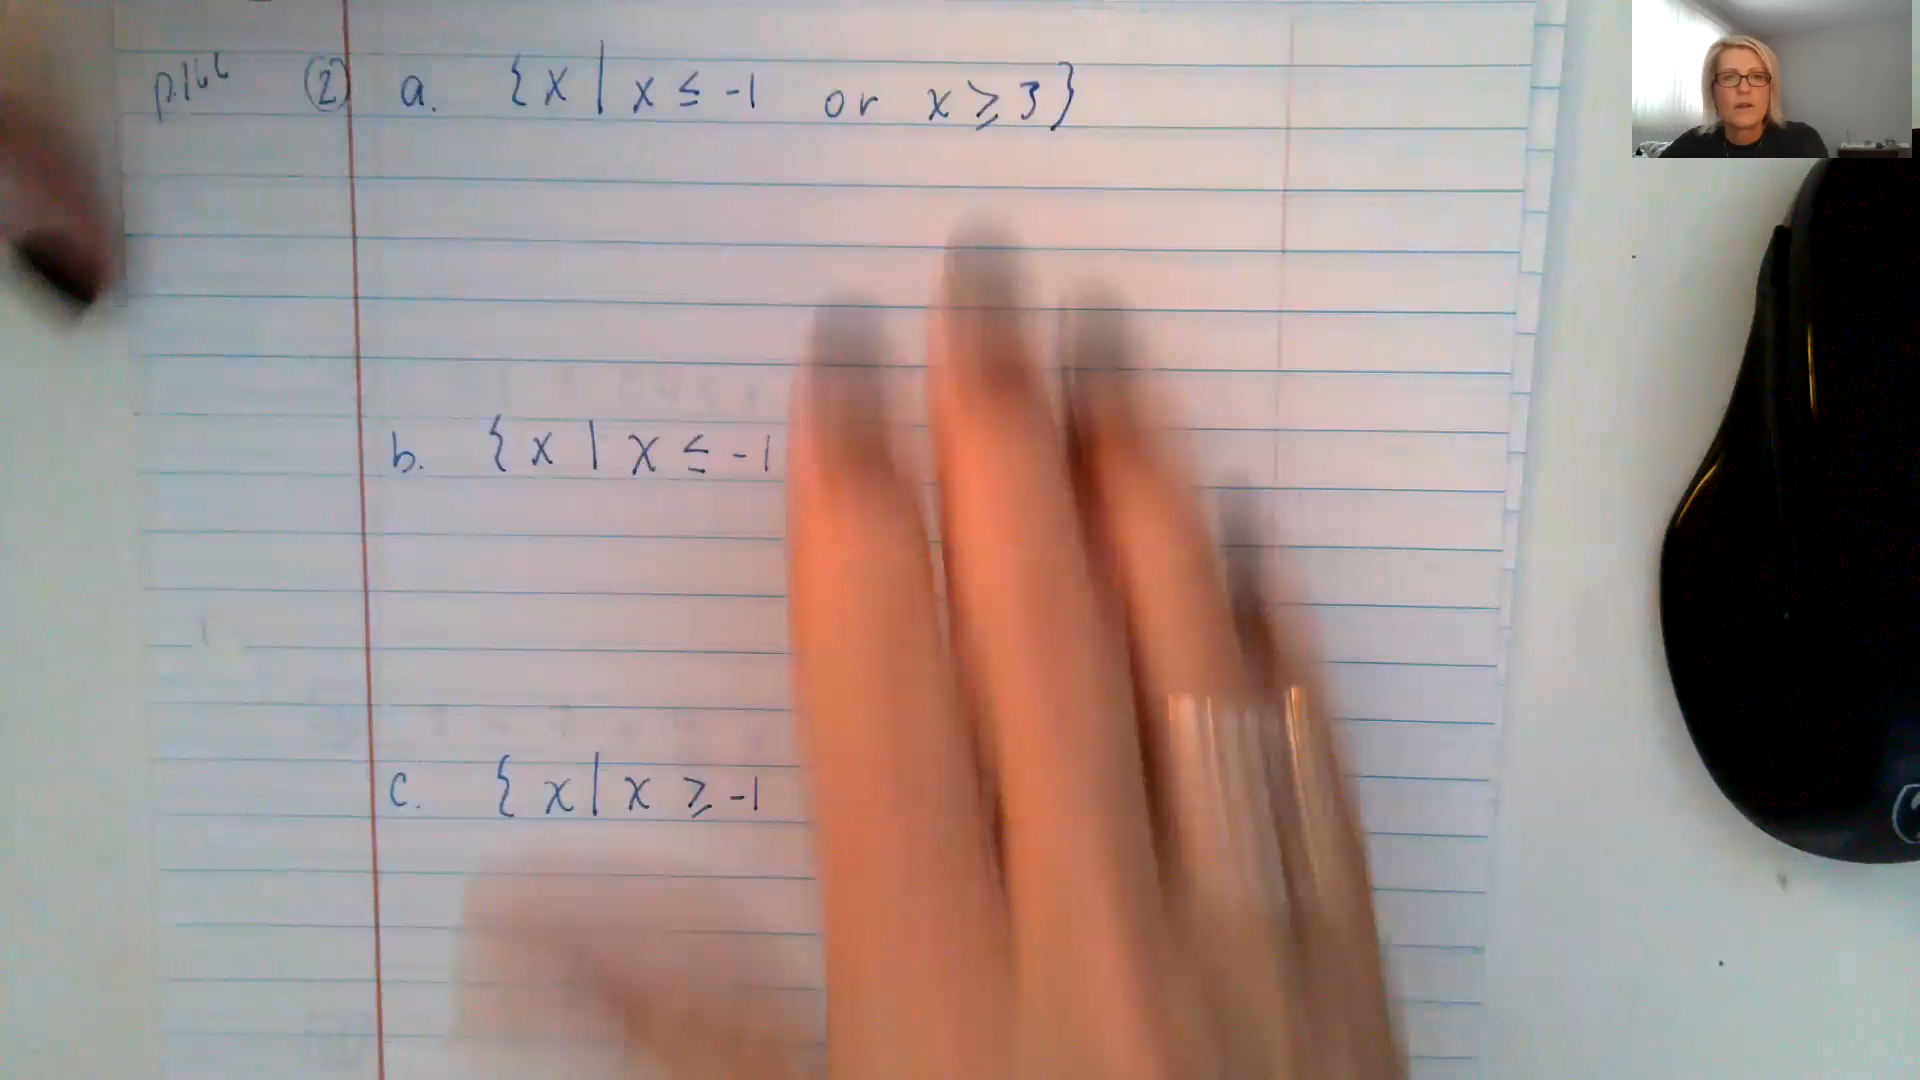 p.166 (2) a. {x | x ≤ -1 or x ≥ 3}
b. {x | x ≤ -1
c. {x | x ≥ -1